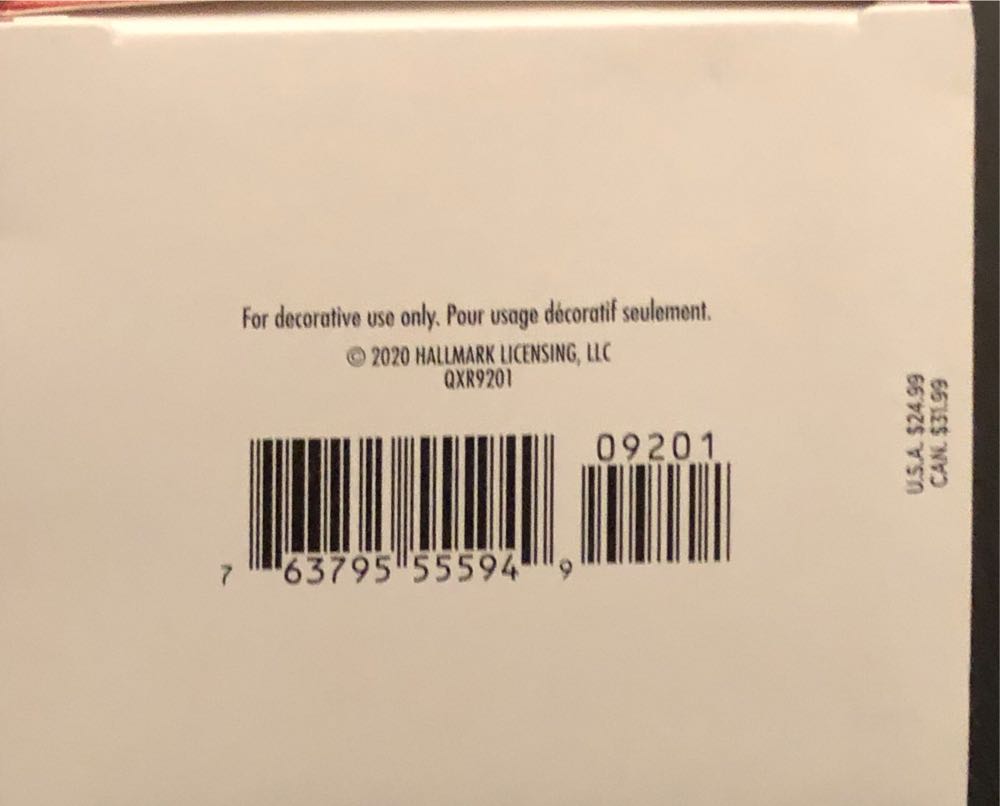 For decorative use only. Pour usage décoratif seulement.
© 2020 HALLMARK LICENSING, LLC
QXR9201
09201
7 63795 55594 9
U.S.A. $24.99
CAN. $31.99